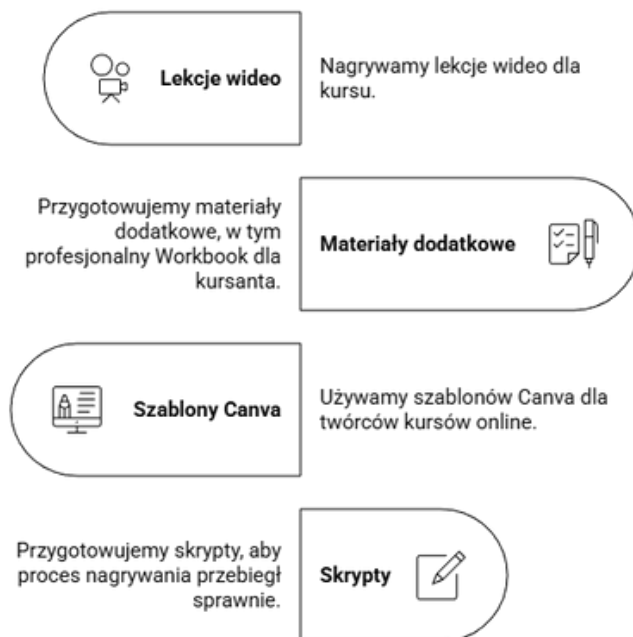 Lekcje wideo
Nagrywamy lekcje wideo dla
kursu.
Przygotowujemy materiały
dodatkowe, w tym
profesjonalny Workbook dla
kursanta.
Materiały dodatkowe
Szablony Canva
Używamy szablonów Canva dla
twórców kursów online.
Przygotowujemy skrypty, aby
proces nagrywania przebiegł
sprawnie.
Skrypty